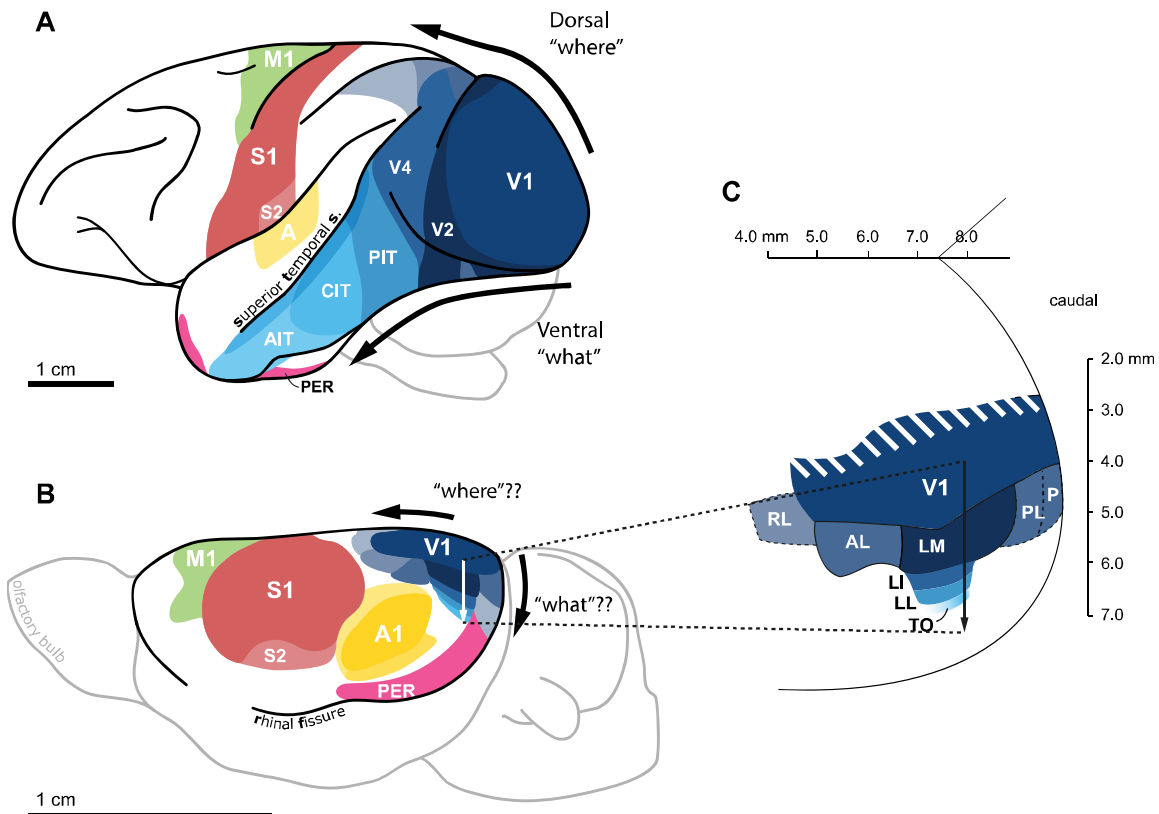 A
Dorsal
“where”
M1
S1
S2
A
V4
V1
V2
PIT
CIT
AIT
superior temporal s.
PER
Ventral
“what”
1 cm
B
“where”??
M1
V1
S1
“what”??
A1
S2
PER
olfactory bulb
rhinal fissure
1 cm
C
4.0 mm 5.0 6.0 7.0 8.0
caudal
2.0 mm
3.0
4.0
5.0
6.0
7.0
V1
P
PL
RL
AL
LM
LI
LL
TO